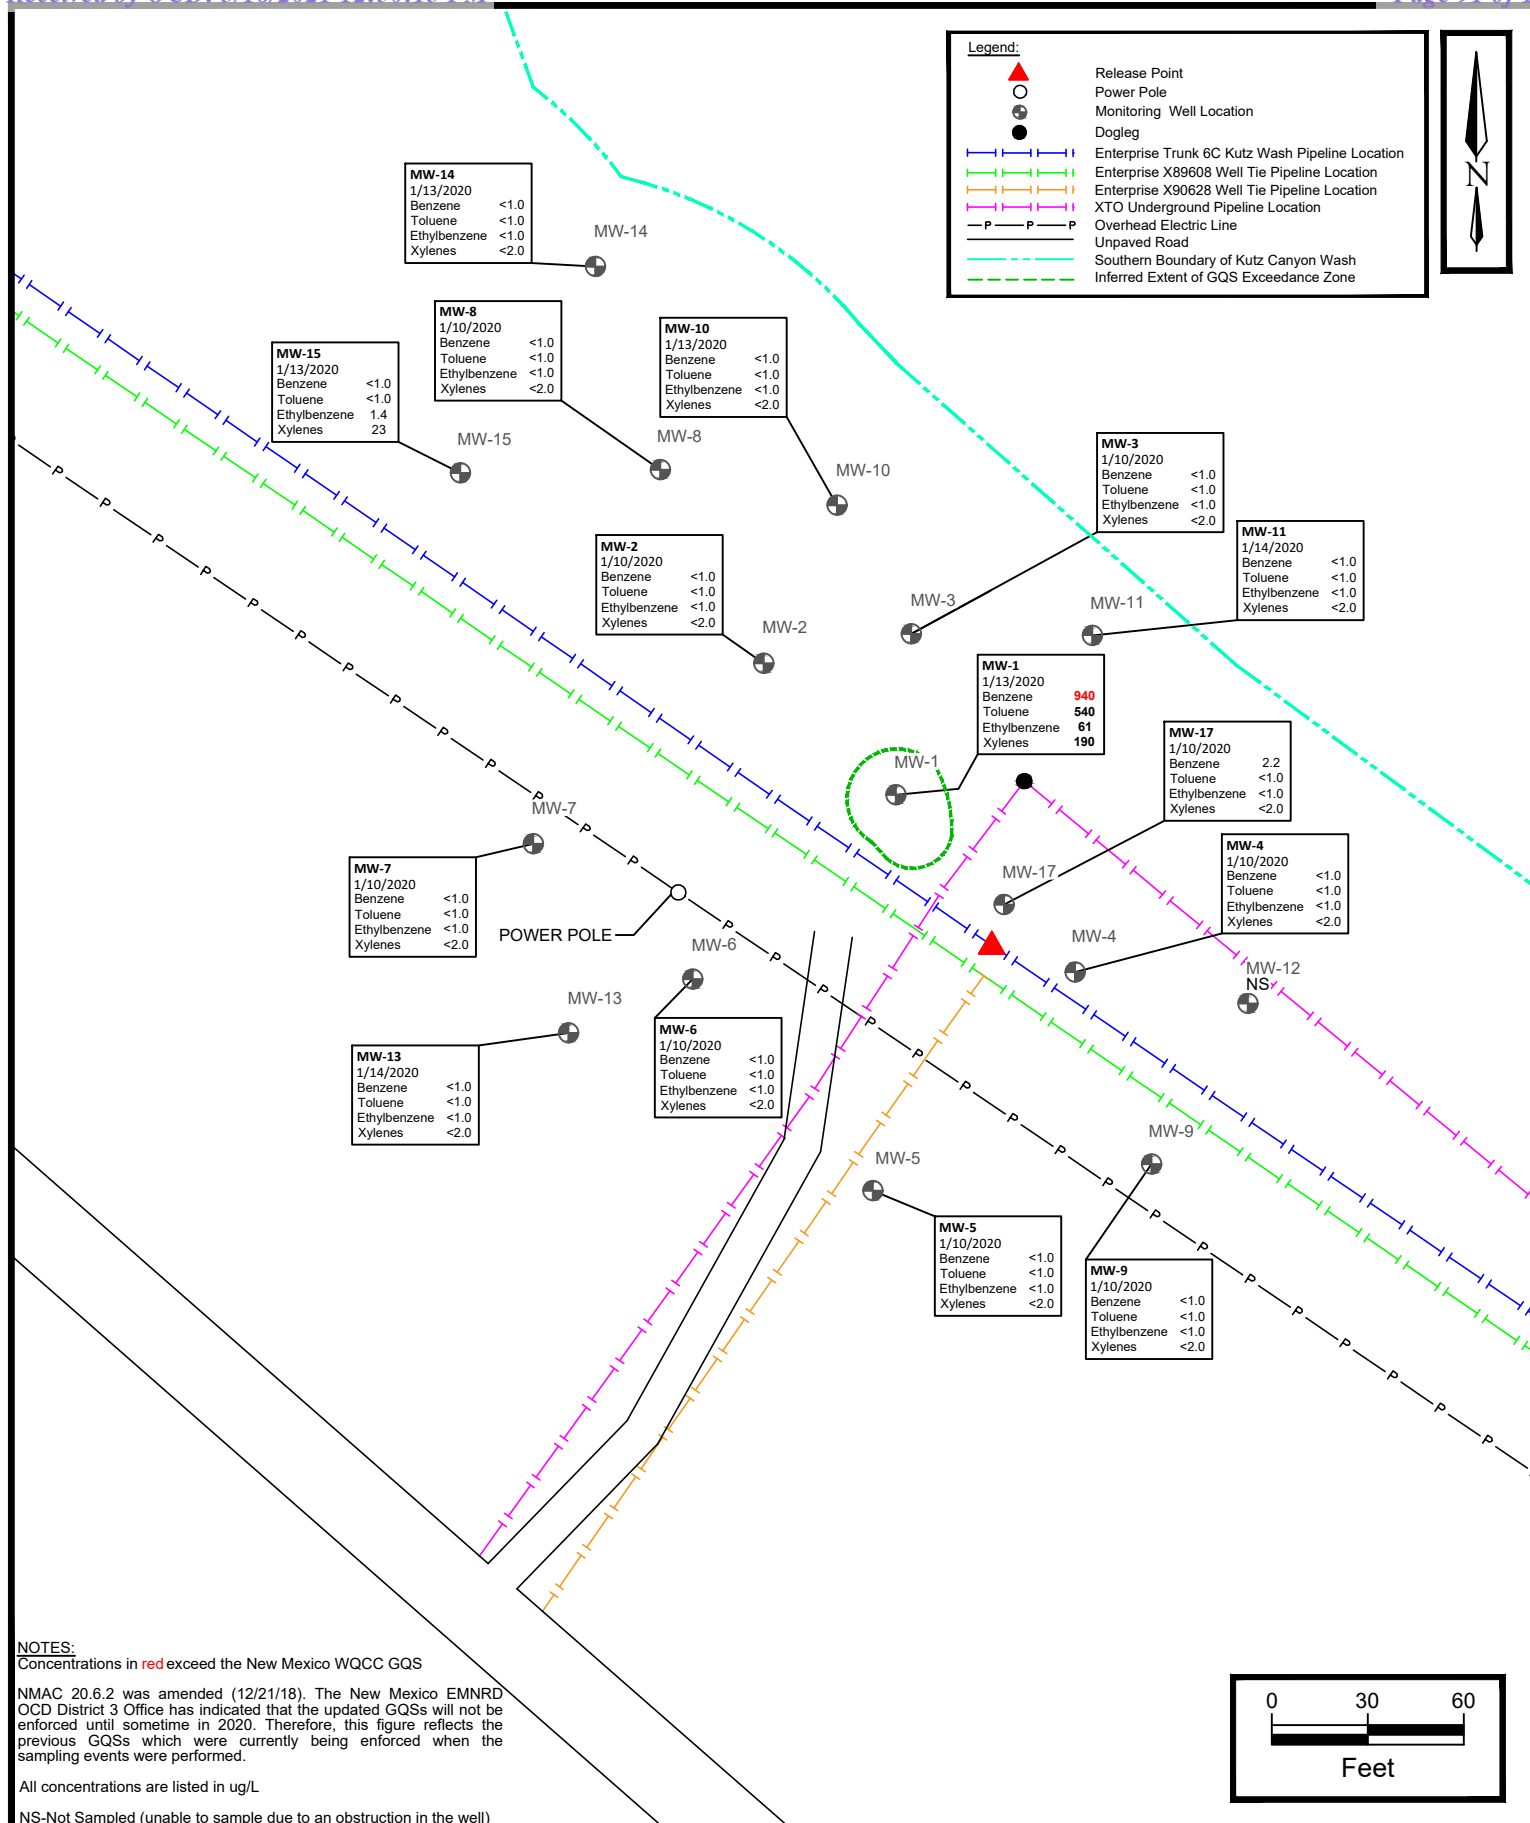 Legend:
Release Point
Power Pole
Monitoring Well Location
Dogleg
Enterprise Trunk 6C Kutz Wash Pipeline Location
Enterprise X89608 Well Tie Pipeline Location
Enterprise X90628 Well Tie Pipeline Location
XTO Underground Pipeline Location
P P P Overhead Electric Line
Unpaved Road
Southern Boundary of Kutz Canyon Wash
Inferred Extent of GQS Exceedance Zone
N
MW-14
1/13/2020
Benzene <1.0
Toluene <1.0
Ethylbenzene <1.0
Xylenes <2.0
MW-14
MW-8
1/10/2020
Benzene <1.0
Toluene <1.0
Ethylbenzene <1.0
Xylenes <2.0
MW-8
MW-10
1/13/2020
Benzene <1.0
Toluene <1.0
Ethylbenzene <1.0
Xylenes <2.0
MW-10
MW-15
1/13/2020
Benzene <1.0
Toluene <1.0
Ethylbenzene 1.4
Xylenes 23
MW-15
MW-3
1/10/2020
Benzene <1.0
Toluene <1.0
Ethylbenzene <1.0
Xylenes <2.0
MW-3
MW-11
1/14/2020
Benzene <1.0
Toluene <1.0
Ethylbenzene <1.0
Xylenes <2.0
MW-11
MW-2
1/10/2020
Benzene <1.0
Toluene <1.0
Ethylbenzene <1.0
Xylenes <2.0
MW-2
MW-1
1/13/2020
Benzene 940
Toluene 540
Ethylbenzene 61
Xylenes 190
MW-1
MW-17
1/10/2020
Benzene 2.2
Toluene <1.0
Ethylbenzene <1.0
Xylenes <2.0
MW-17
MW-4
1/10/2020
Benzene <1.0
Toluene <1.0
Ethylbenzene <1.0
Xylenes <2.0
MW-4
MW-12
NS
MW-7
MW-7
1/10/2020
Benzene <1.0
Toluene <1.0
Ethylbenzene <1.0
Xylenes <2.0
POWER POLE
MW-6
MW-6
1/10/2020
Benzene <1.0
Toluene <1.0
Ethylbenzene <1.0
Xylenes <2.0
MW-13
MW-13
1/14/2020
Benzene <1.0
Toluene <1.0
Ethylbenzene <1.0
Xylenes <2.0
MW-5
MW-5
1/10/2020
Benzene <1.0
Toluene <1.0
Ethylbenzene <1.0
Xylenes <2.0
MW-9
MW-9
1/10/2020
Benzene <1.0
Toluene <1.0
Ethylbenzene <1.0
Xylenes <2.0
NOTES:
Concentrations in red exceed the New Mexico WQCC GQS
NMAC 20.6.2 was amended (12/21/18). The New Mexico EMNRD
OCD District 3 Office has indicated that the updated GQSs will not be
enforced until sometime in 2020. Therefore, this figure reflects the
previous GQSs which were currently being enforced when the
sampling events were performed.
All concentrations are listed in ug/L
NS-Not Sampled (unable to sample due to an obstruction in the well)
0 30 60
Feet